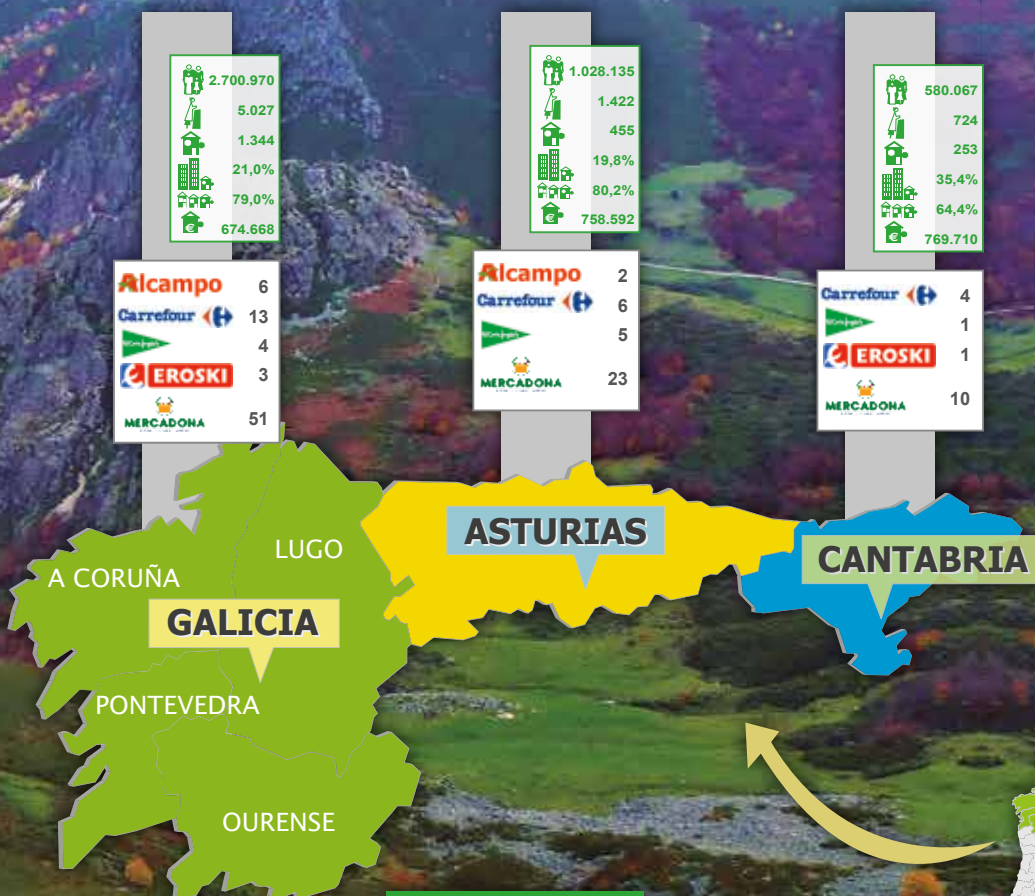 2.700.970
5.027
1.344
21,0%
79,0%
674.668
Alcampo 6
Carrefour 13
4
EROSKI 3
MERCADONA 51
1.028.135
1.422
455
19,8%
80,2%
758.592
Alcampo 2
Carrefour 6
5
MERCADONA 23
580.067
724
253
35,4%
64,4%
769.710
Carrefour 4
1
EROSKI 1
MERCADONA 10
A CORUÑA
LUGO
GALICIA
PONTEVEDRA
OURENSE
ASTURIAS
CANTABRIA